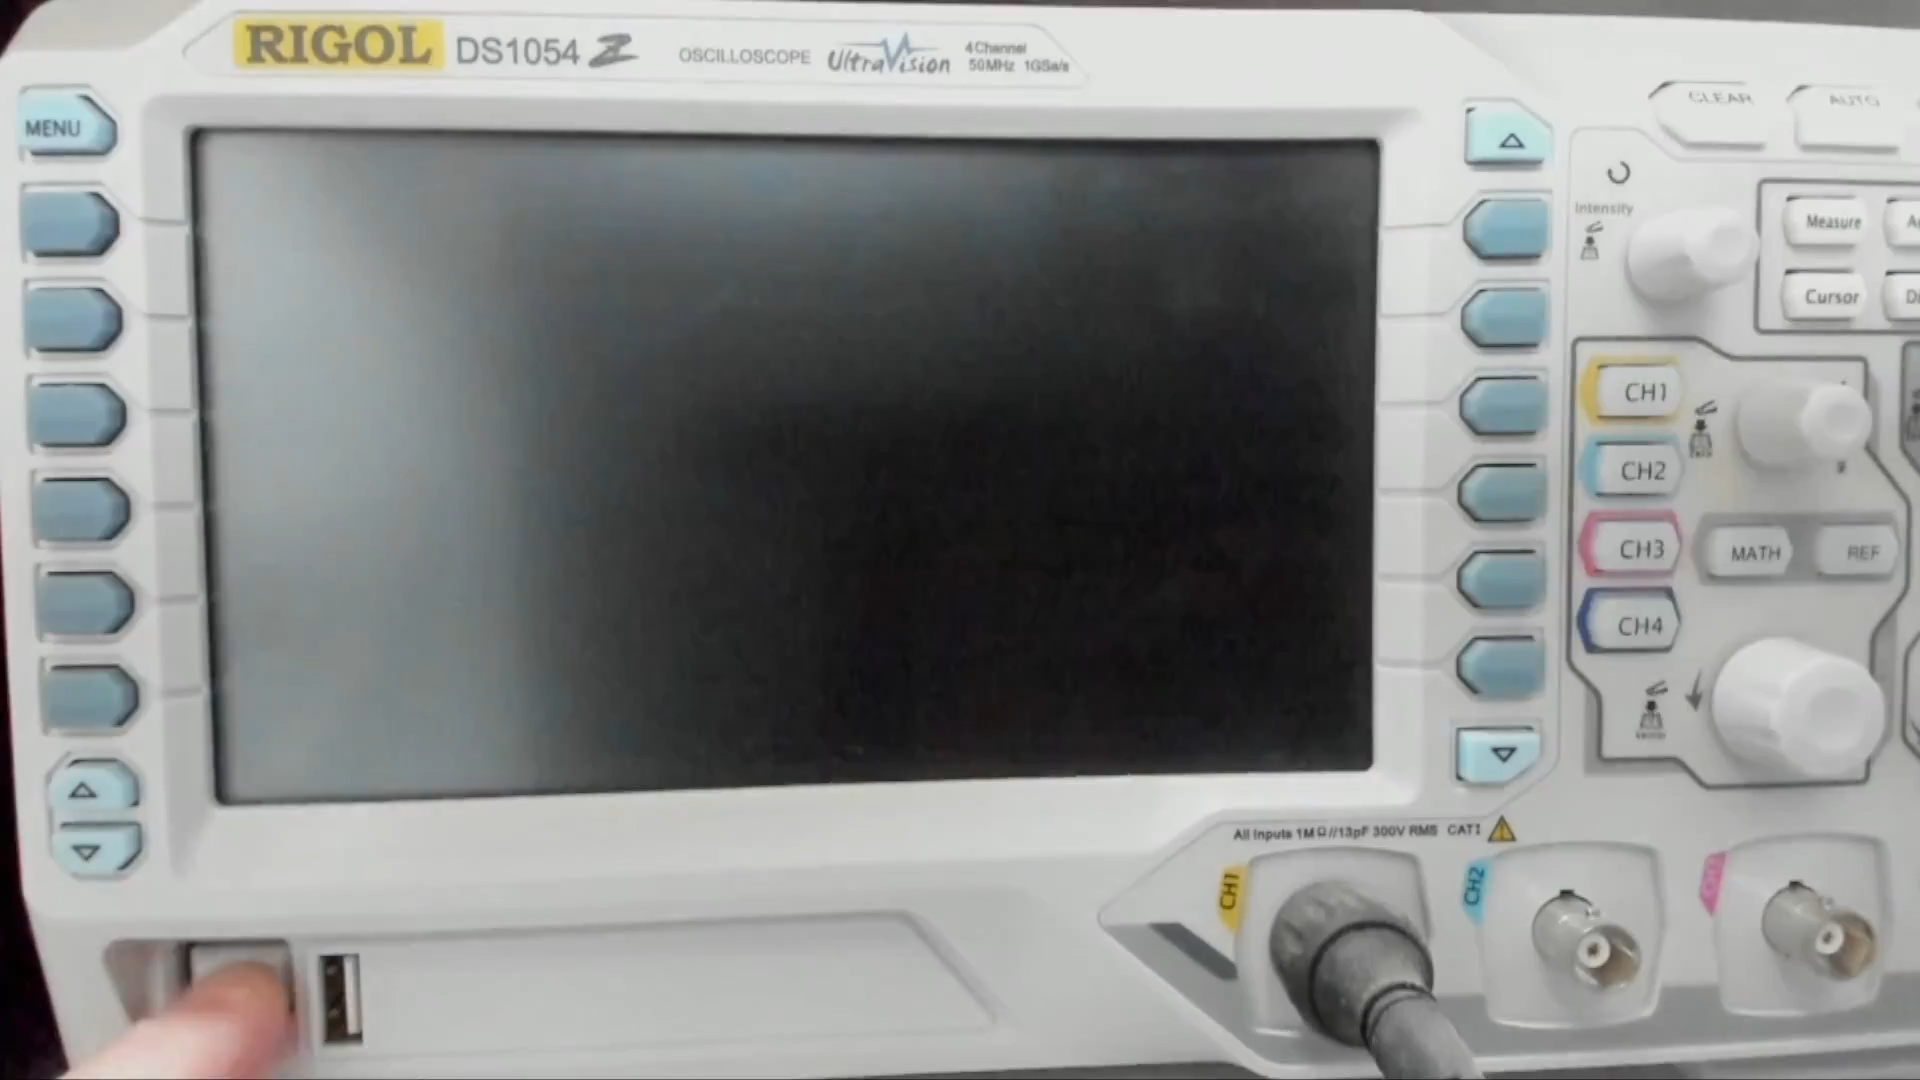 RIGOL DS1054 Z OSCILLOSCOPE UltraVision 4 Channel
50MHz 1GSa/s
MENU
CLEAR AUTO
Intensity
Measure
Cursor
CH1
CH2
CH3 MATH REF
CH4
All Inputs 1MΩ//13pF 300V RMS CATI
CH1 CH2